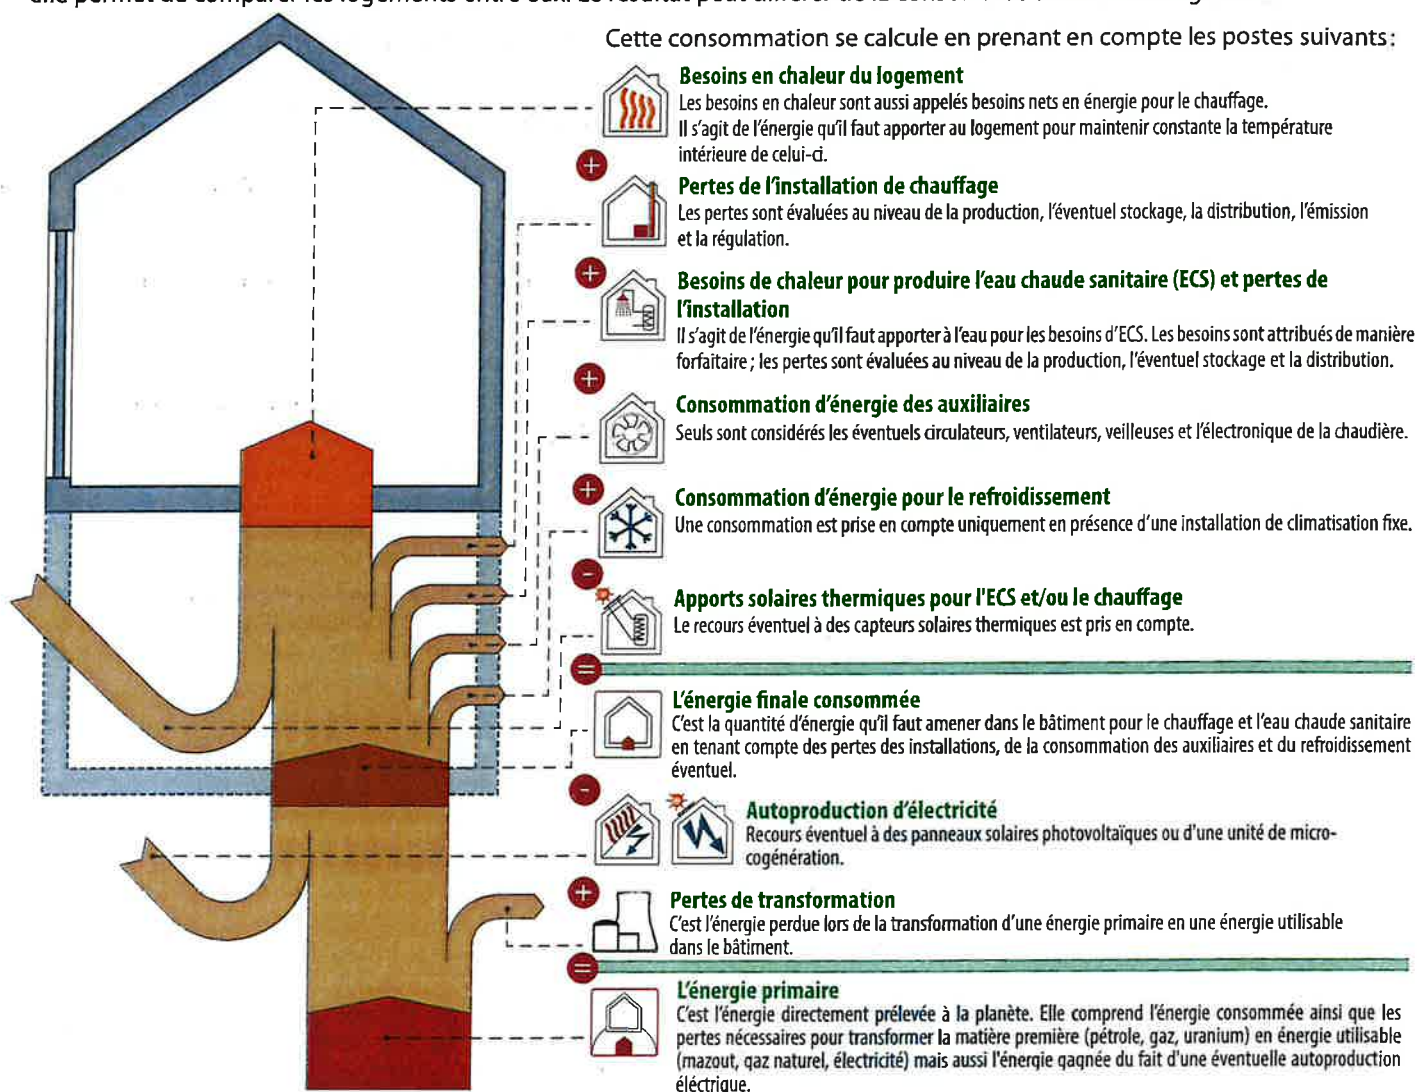 Cette consommation se calcule en prenant en compte les postes suivants :
Besoins en chaleur du logement
Les besoins en chaleur sont aussi appelés besoins nets en énergie pour le chauffage.
Il s'agit de l'énergie qu'il faut apporter au logement pour maintenir constante la température
intérieure de celui-ci.
+
Pertes de l'installation de chauffage
Les pertes sont évaluées au niveau de la production, l'éventuel stockage, la distribution, l'émission
et la régulation.
+
Besoins de chaleur pour produire l'eau chaude sanitaire (ECS) et pertes de
l'installation
Il s'agit de l'énergie qu'il faut apporter à l'eau pour les besoins d'ECS. Les besoins sont attribués de manière
forfaitaire ; les pertes sont évaluées au niveau de la production, l'éventuel stockage et la distribution.
+
Consommation d'énergie des auxiliaires
Seuls sont considérés les éventuels circulateurs, ventilateurs, veilleuses et l'électronique de la chaudière.
+
Consommation d'énergie pour le refroidissement
Une consommation est prise en compte uniquement en présence d'une installation de climatisation fixe.
-
Apports solaires thermiques pour l'ECS et/ou le chauffage
Le recours éventuel à des capteurs solaires thermiques est pris en compte.
=
L'énergie finale consommée
C'est la quantité d'énergie qu'il faut amener dans le bâtiment pour le chauffage et l'eau chaude sanitaire
en tenant compte des pertes des installations, de la consommation des auxiliaires et du refroidissement
éventuel.
-
Autoproduction d'électricité
Recours éventuel à des panneaux solaires photovoltaïques ou d'une unité de micro-
cogénération.
+
Pertes de transformation
C'est l'énergie perdue lors de la transformation d'une énergie primaire en une énergie utilisable
dans le bâtiment.
=
L'énergie primaire
C'est l'énergie directement prélevée à la planète. Elle comprend l'énergie consommée ainsi que les
pertes nécessaires pour transformer la matière première (pétrole, gaz, uranium) en énergie utilisable
(mazout, gaz naturel, électricité) mais aussi l'énergie gagnée du fait d'une éventuelle autoproduction
éléctrique.